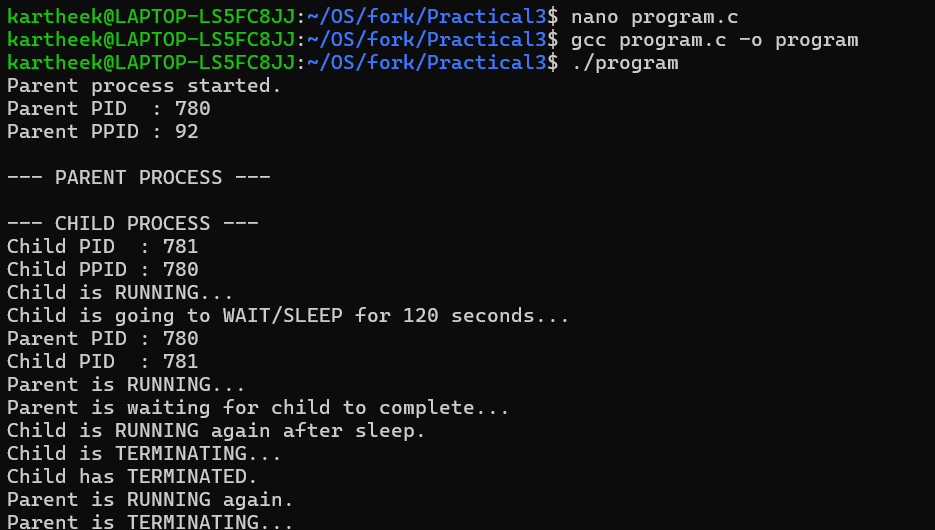 kartheek@LAPTOP-LS5FC8JJ:~/OS/fork/Practical3$ nano program.c
kartheek@LAPTOP-LS5FC8JJ:~/OS/fork/Practical3$ gcc program.c -o program
kartheek@LAPTOP-LS5FC8JJ:~/OS/fork/Practical3$ ./program
Parent process started.
Parent PID  : 780
Parent PPID : 92

--- PARENT PROCESS ---

--- CHILD PROCESS ---
Child PID  : 781
Child PPID : 780
Child is RUNNING...
Child is going to WAIT/SLEEP for 120 seconds...
Parent PID : 780
Child PID  : 781
Parent is RUNNING...
Parent is waiting for child to complete...
Child is RUNNING again after sleep.
Child is TERMINATING...
Child has TERMINATED.
Parent is RUNNING again.
Parent is TERMINATING...